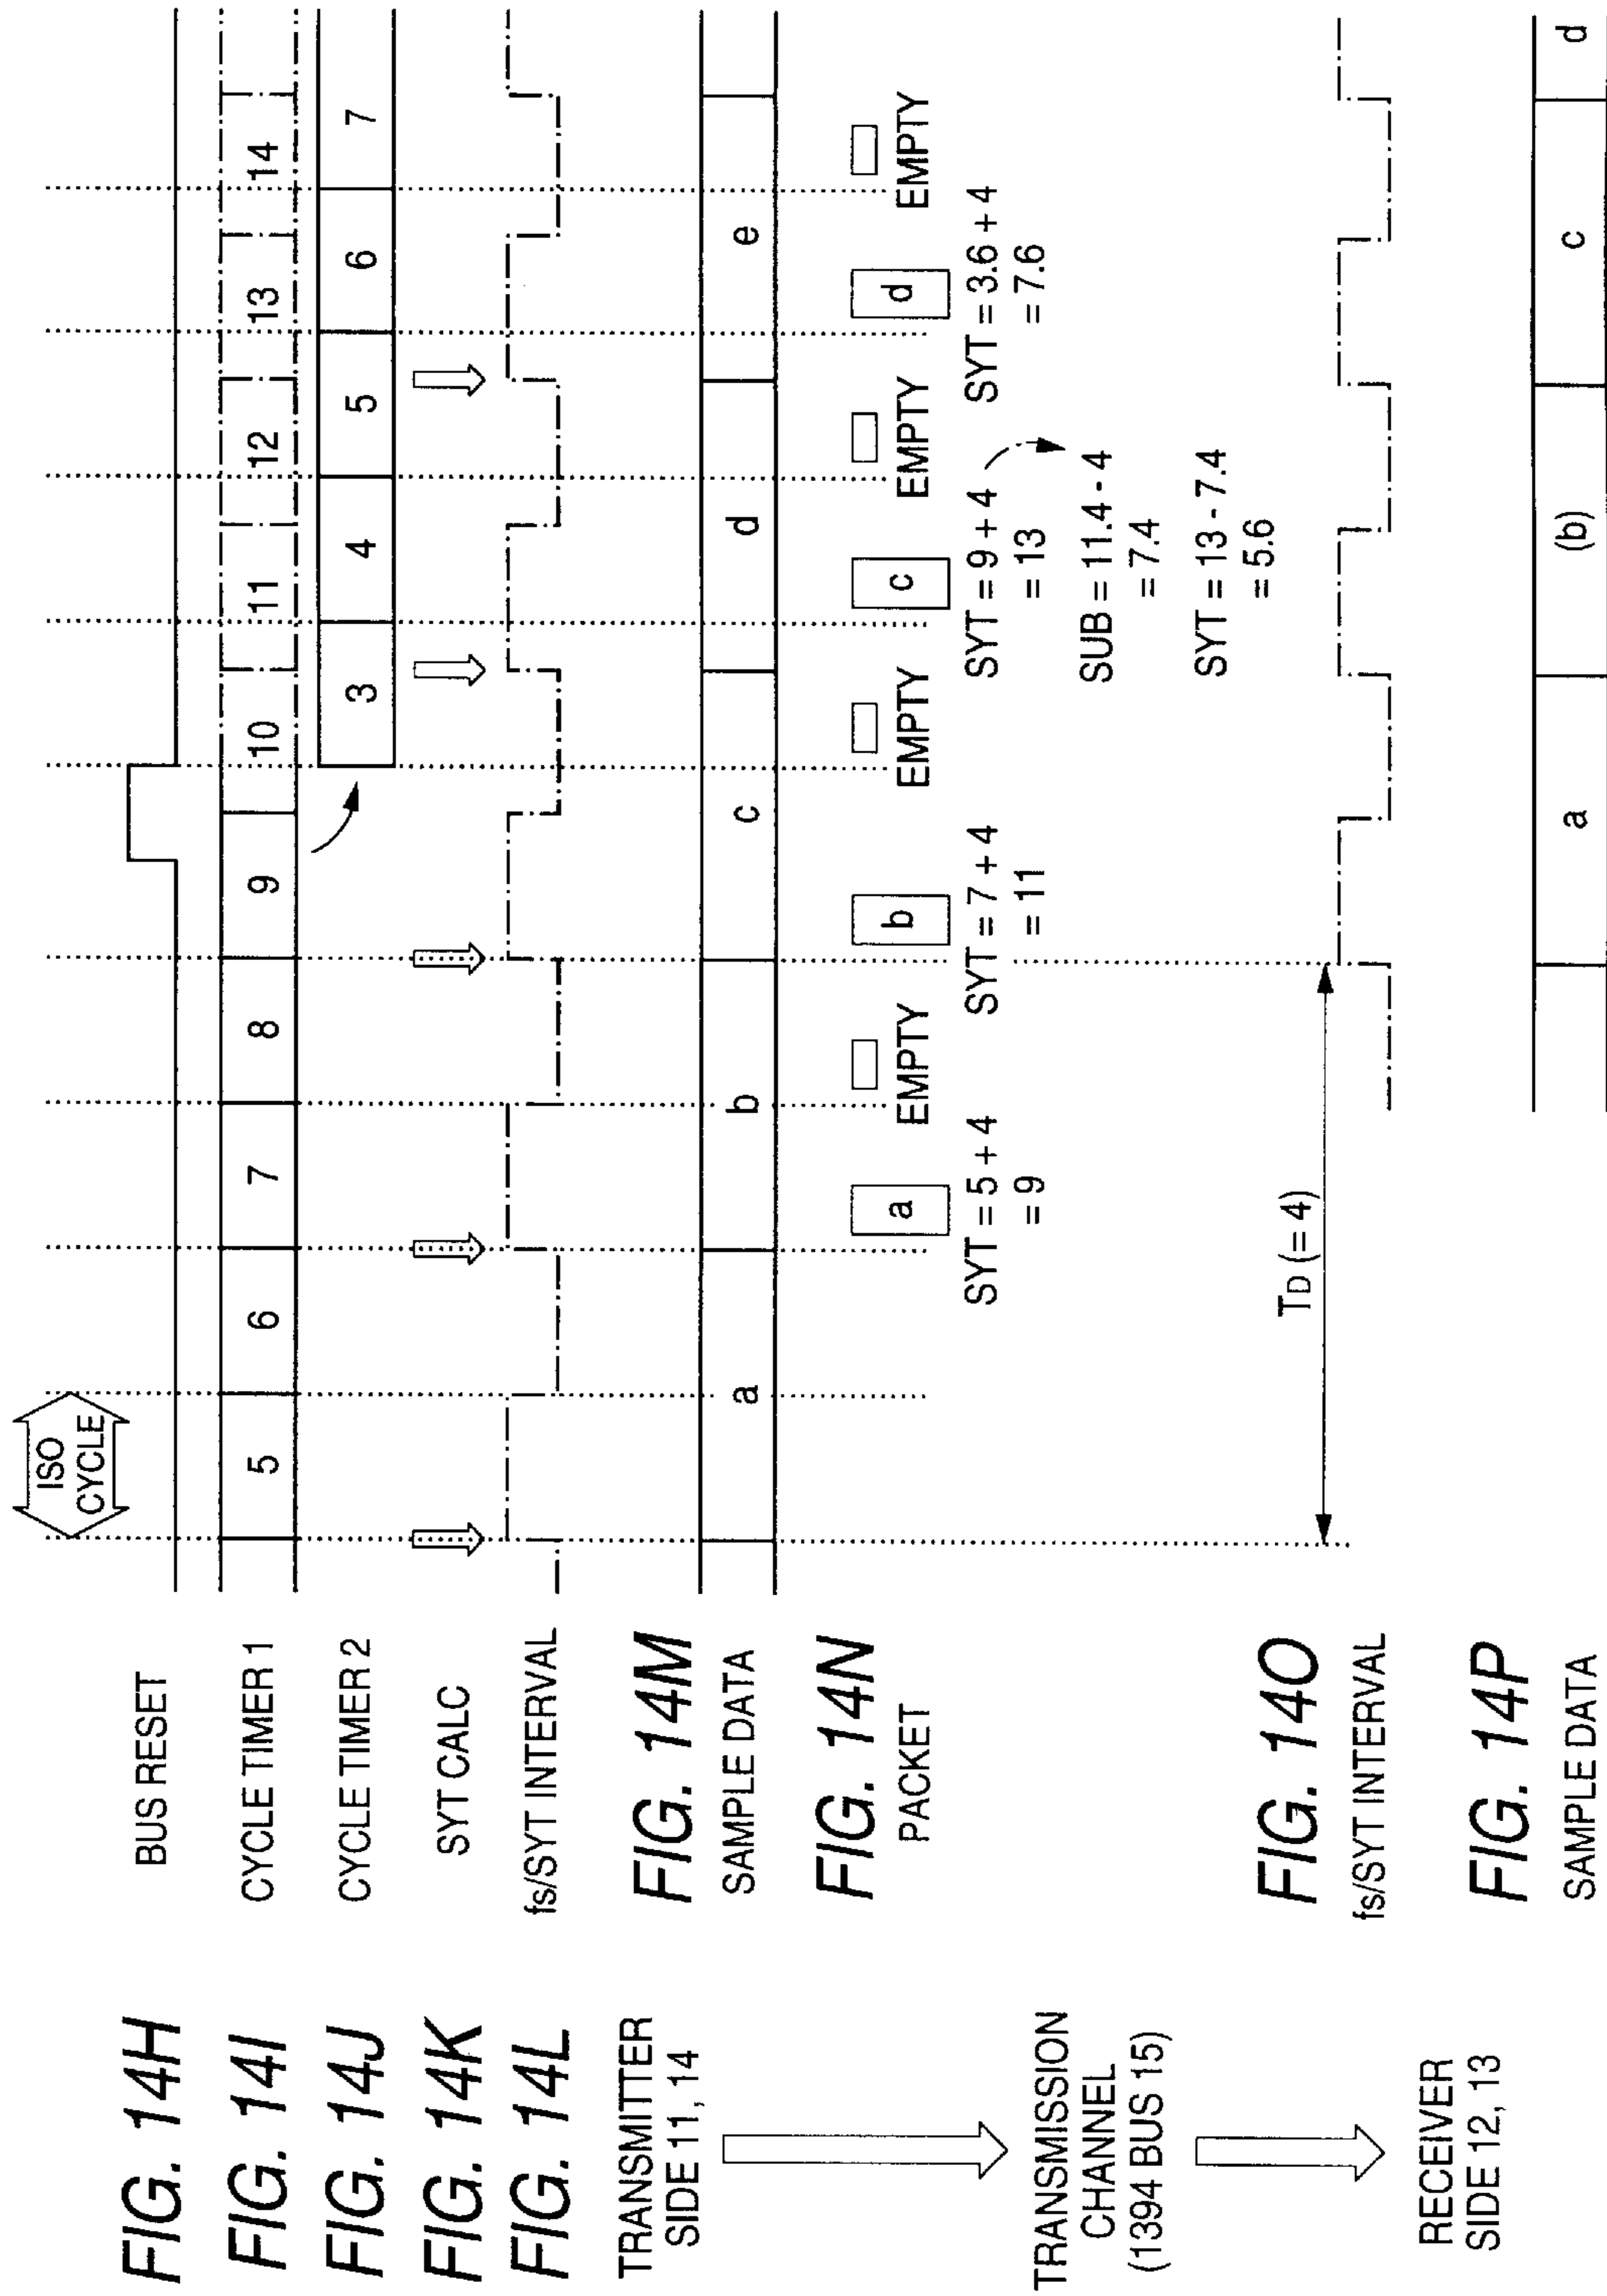 FIG. 14H
BUS RESET
ISO
CYCLE
FIG. 14I
CYCLE TIMER 1
5 6 7 8 9 10 11 12 13 14
FIG. 14J
CYCLE TIMER 2
3 4 5 6 7
FIG. 14K
SYT CALC
FIG. 14L
fs/SYT INTERVAL
TRANSMITTER
SIDE 11, 14
FIG. 14M
SAMPLE DATA
a b c d e
FIG. 14N
PACKET
a
EMPTY
b
EMPTY
c
EMPTY
d
EMPTY
SYT = 5 + 4
= 9
SYT = 7 + 4
= 11
SYT = 9 + 4
= 13
SUB = 11.4 - 4
= 7.4
SYT = 13 - 7.4
= 5.6
SYT = 3.6 + 4
= 7.6
TRANSMISSION
CHANNEL
(1394 BUS 15)
TD (= 4)
FIG. 14O
fs/SYT INTERVAL
RECEIVER
SIDE 12, 13
FIG. 14P
SAMPLE DATA
a (b) c d